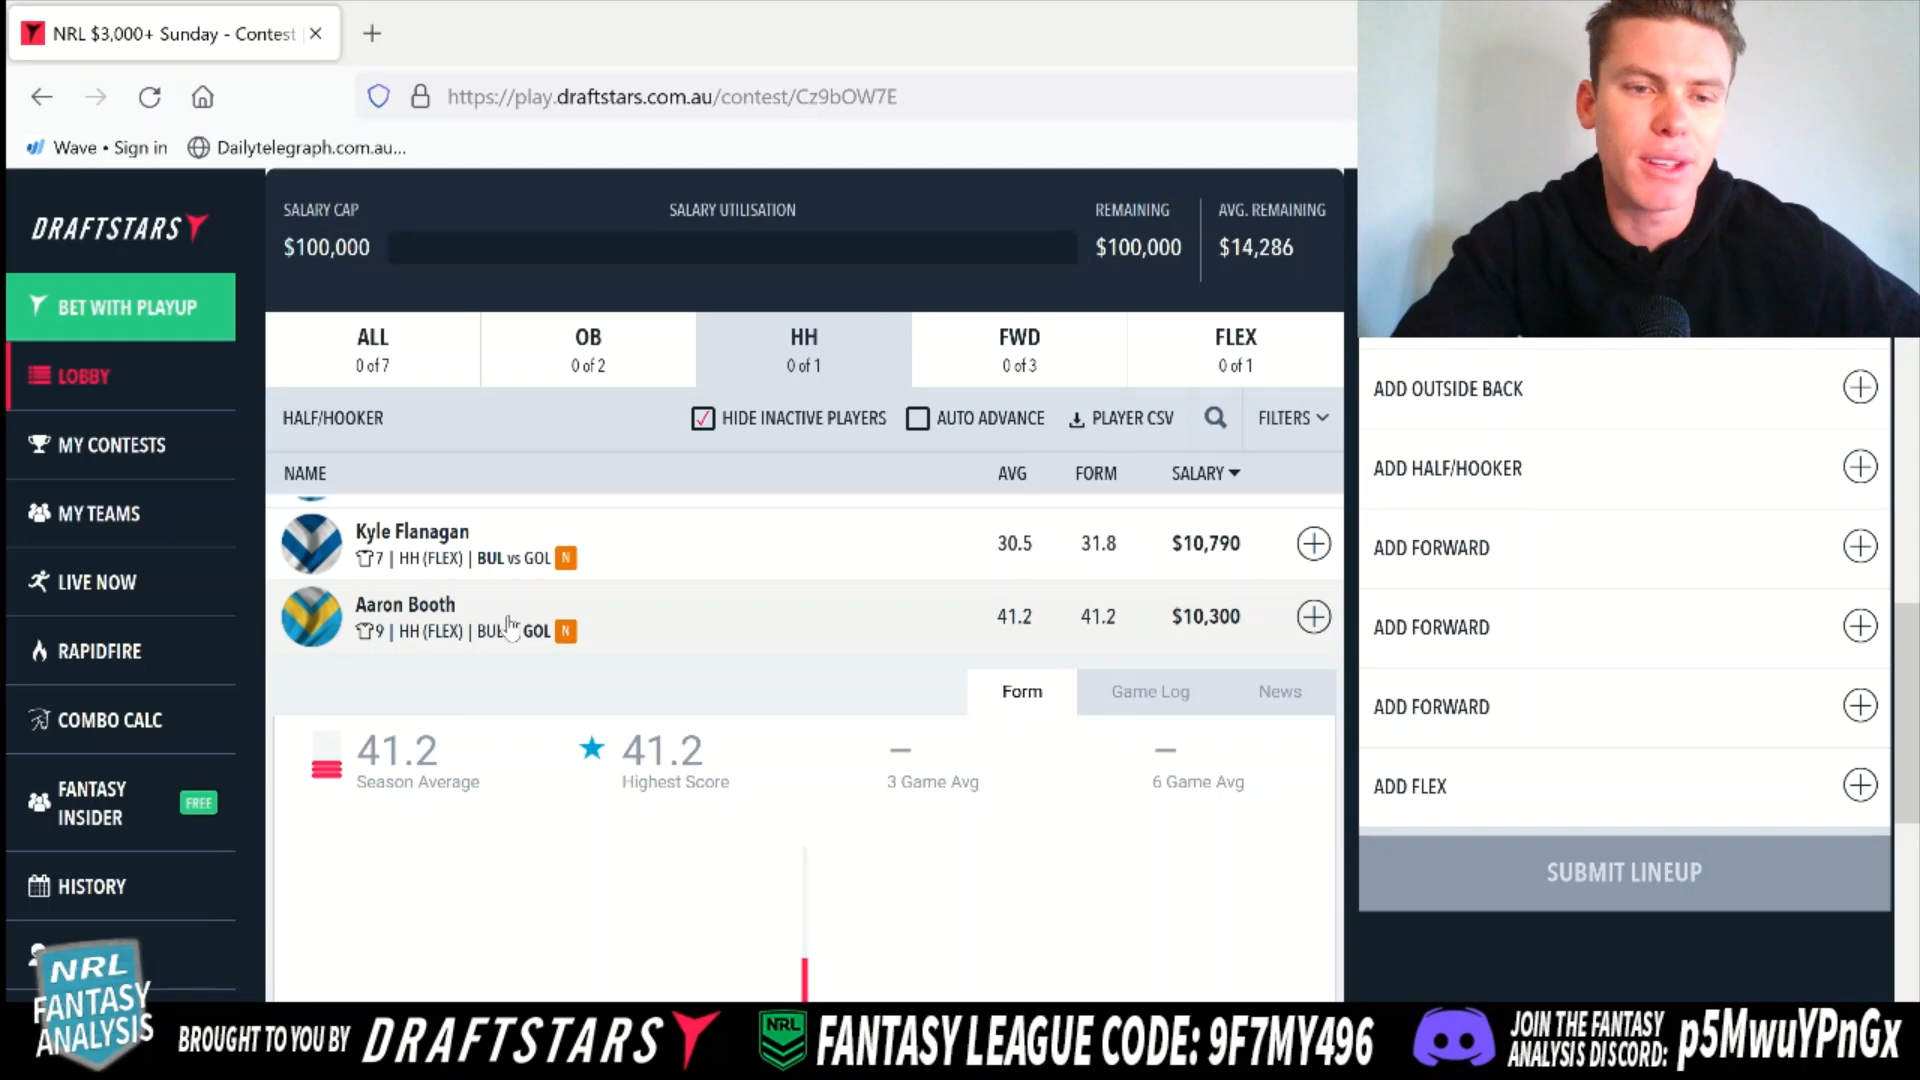 NRL $3,000+ Sunday - Contest
https://play.draftstars.com.au/contest/Cz9bOW7E
Wave • Sign in
Dailytelegraph.com.au...
DRAFTSTARS
BET WITH PLAYUP
LOBBY
MY CONTESTS
MY TEAMS
LIVE NOW
RAPIDFIRE
COMBO CALC
FANTASY
INSIDER
FREE
HISTORY
SALARY CAP
$100,000
SALARY UTILISATION
REMAINING
$100,000
AVG. REMAINING
$14,286
ALL
0 of 7
OB
0 of 2
HH
0 of 1
FWD
0 of 3
FLEX
0 of 1
HALF/HOOKER
HIDE INACTIVE PLAYERS
AUTO ADVANCE
PLAYER CSV
FILTERS
NAME
AVG
FORM
SALARY
Kyle Flanagan
7 | HH (FLEX) | BUL vs GOL N
30.5
31.8
$10,790
Aaron Booth
9 | HH (FLEX) | BUL GOL N
41.2
41.2
$10,300
Form
Game Log
News
41.2
Season Average
41.2
Highest Score
—
3 Game Avg
—
6 Game Avg
ADD OUTSIDE BACK
ADD HALF/HOOKER
ADD FORWARD
ADD FORWARD
ADD FORWARD
ADD FLEX
SUBMIT LINEUP
NRL
FANTASY
ANALYSIS
BROUGHT TO YOU BY DRAFTSTARS
NRL
FANTASY LEAGUE CODE: 9F7MY496
JOIN THE FANTASY
ANALYSIS DISCORD:
p5MwuYPnGx